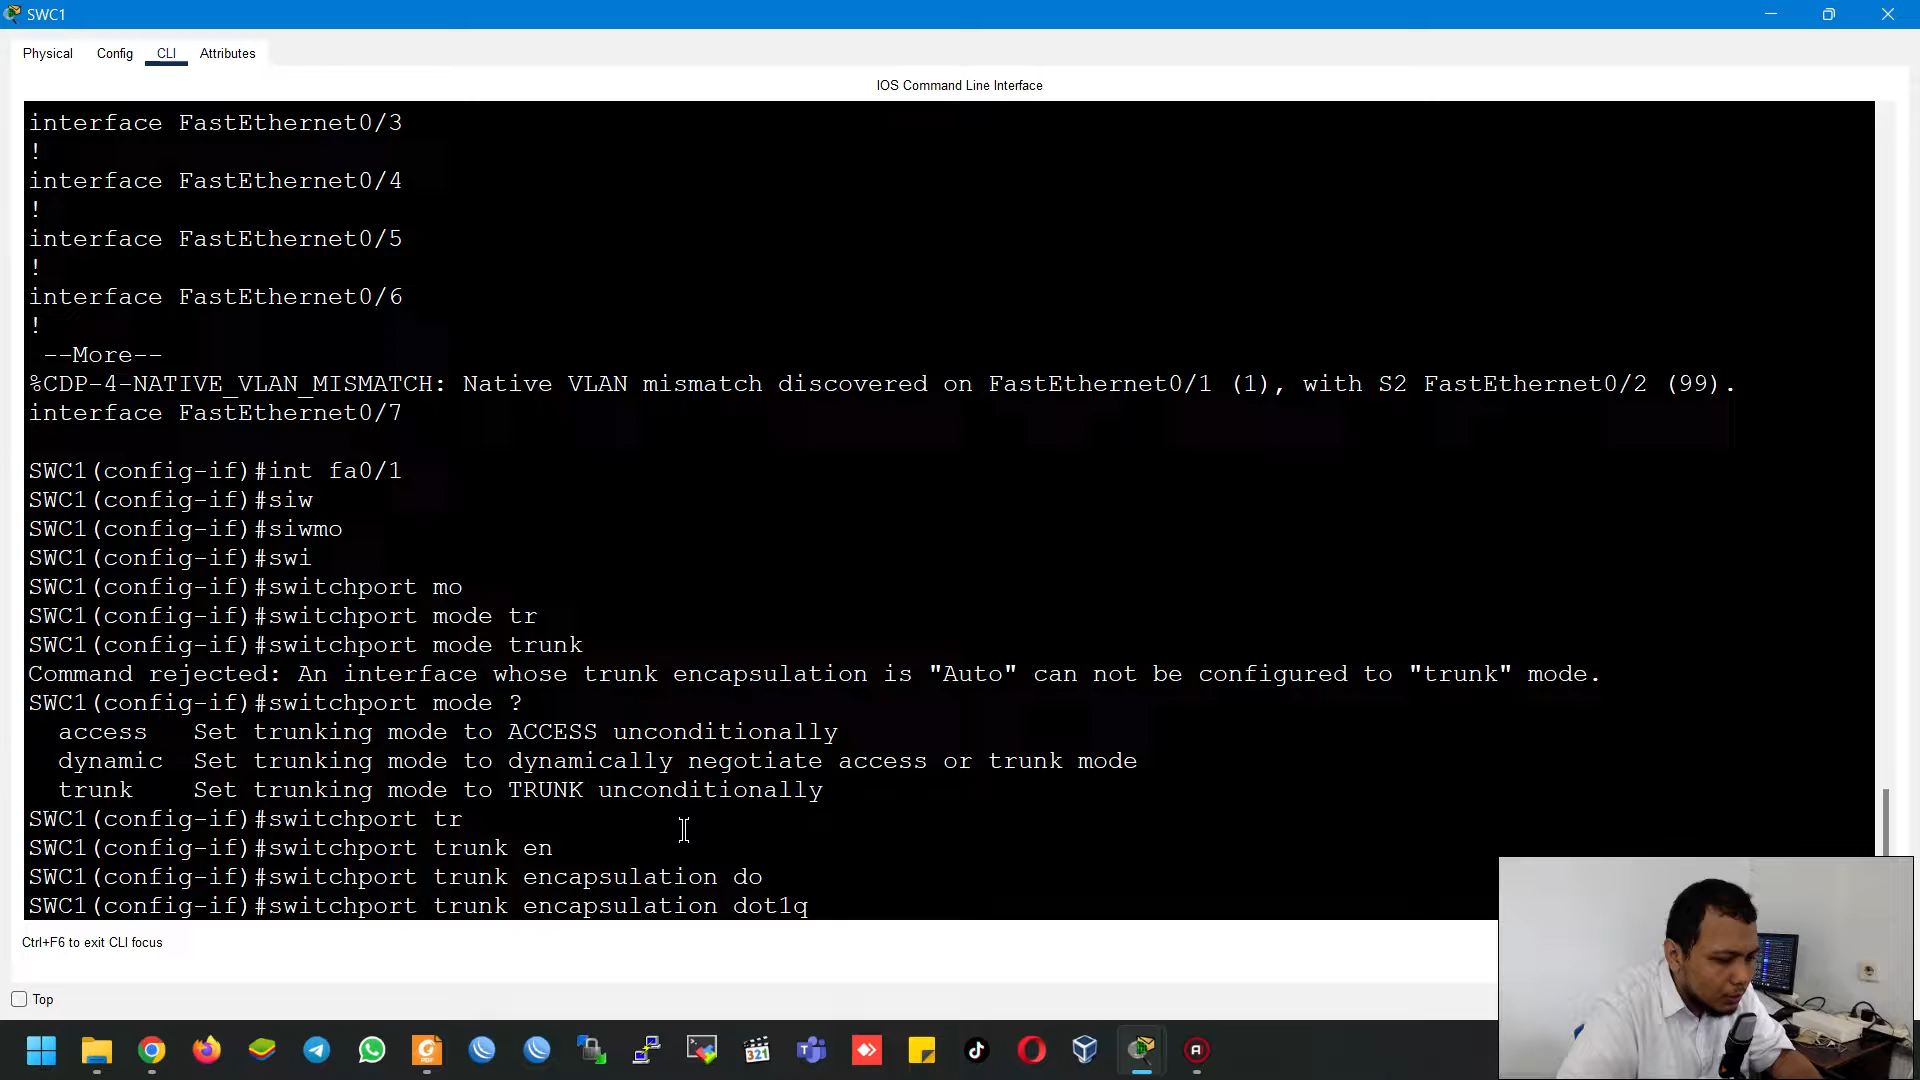 SWC1
Physical Config CLI Attributes
IOS Command Line Interface
interface FastEthernet0/3
!
interface FastEthernet0/4
!
interface FastEthernet0/5
!
interface FastEthernet0/6
!
--More--
%CDP-4-NATIVE_VLAN_MISMATCH: Native VLAN mismatch discovered on FastEthernet0/1 (1), with S2 FastEthernet0/2 (99).
interface FastEthernet0/7
SWC1(config-if)#int fa0/1
SWC1(config-if)#siw
SWC1(config-if)#siwmo
SWC1(config-if)#swi
SWC1(config-if)#switchport mo
SWC1(config-if)#switchport mode tr
SWC1(config-if)#switchport mode trunk
Command rejected: An interface whose trunk encapsulation is "Auto" can not be configured to "trunk" mode.
SWC1(config-if)#switchport mode ?
access Set trunking mode to ACCESS unconditionally
dynamic Set trunking mode to dynamically negotiate access or trunk mode
trunk Set trunking mode to TRUNK unconditionally
SWC1(config-if)#switchport tr
SWC1(config-if)#switchport trunk en
SWC1(config-if)#switchport trunk encapsulation do
SWC1(config-if)#switchport trunk encapsulation dot1q
Ctrl+F6 to exit CLI focus
Top
321